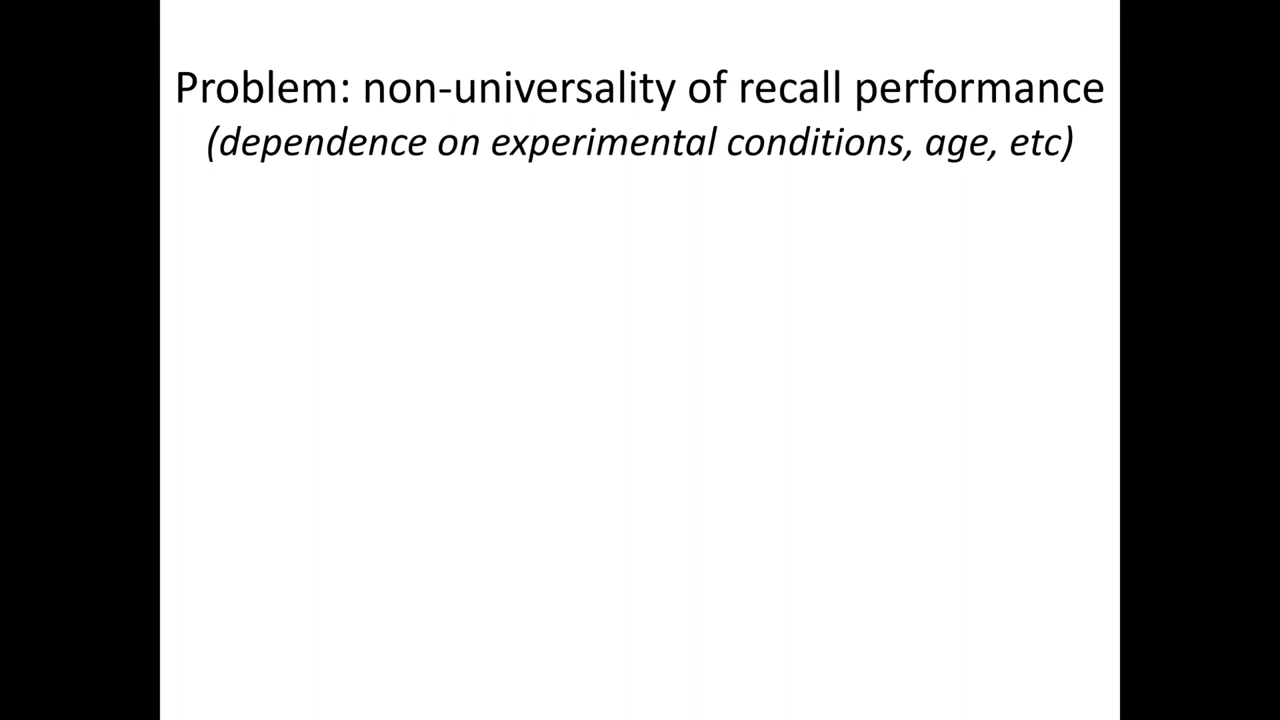 Problem: non-universality of recall performance
(dependence on experimental conditions, age, etc)